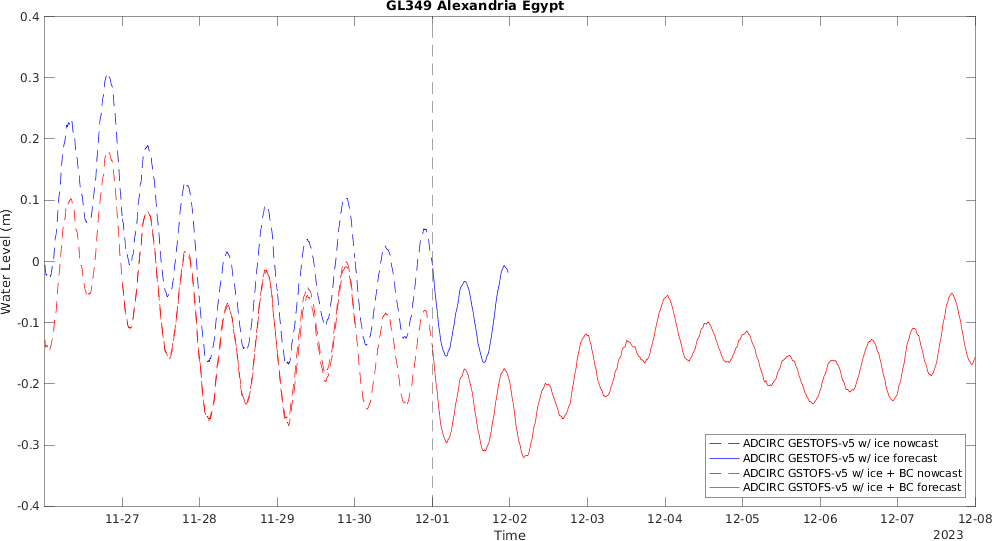 GL349 Alexandria Egypt
0.4
0.3
0.2
0.1
0
-0.1
-0.2
-0.3
-0.4
Water Level (m)
ADCIRC GESTOFS-v5 w/ ice nowcast
ADCIRC GESTOFS-v5 w/ ice forecast
ADCIRC GSTOFS-v5 w/ ice + BC nowcast
ADCIRC GSTOFS-v5 w/ ice + BC forecast
11-27 11-28 11-29 11-30 12-01 12-02 12-03 12-04 12-05 12-06 12-07 12-08
Time
2023